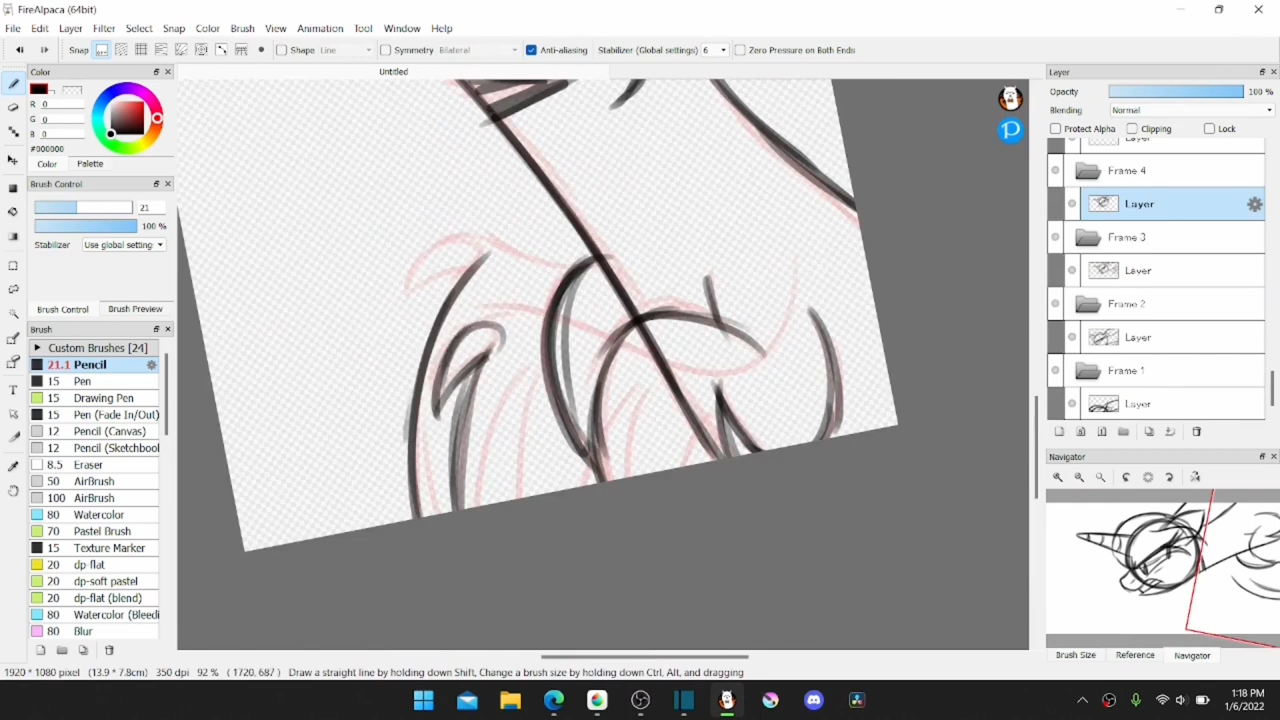 FireAlpaca (64bit)
File Edit Layer Filter Select Snap Color Brush View Animation Tool Window Help
Snap Shape Line Symmetry Bilateral Anti-aliasing Stabilizer (Global settings) 6 Zero Pressure on Both Ends
Color
Untitled
Layer
R 0
G 0
B 0
#000000
Opacity 100 %
Blending Normal
Protect Alpha Clipping Lock
Color Palette
Brush Control
21
100 %
Stabilizer Use global setting:
Brush Control Brush Preview
Brush
Custom Brushes [24]
21.1 Pencil
15 Pen
15 Drawing Pen
15 Pen (Fade In/Out)
12 Pencil (Canvas)
12 Pencil (Sketchbool
8.5 Eraser
50 AirBrush
100 AirBrush
80 Watercolor
70 Pastel Brush
15 Texture Marker
20 dp-flat
20 dp-soft pastel
20 dp-flat (blend)
80 Watercolor (Bleedi
80 Blur
Layer
Frame 4
Layer
Frame 3
Layer
Frame 2
Layer
Frame 1
Layer
Navigator
Brush Size Reference Navigator
1920 * 1080 pixel (13.9 * 7.8cm) 350 dpi 92 % ( 1720, 687 ) Draw a straight line by holding down Shift, Change a brush size by holding down Ctrl, Alt, and dragging
1:18 PM
1/6/2022